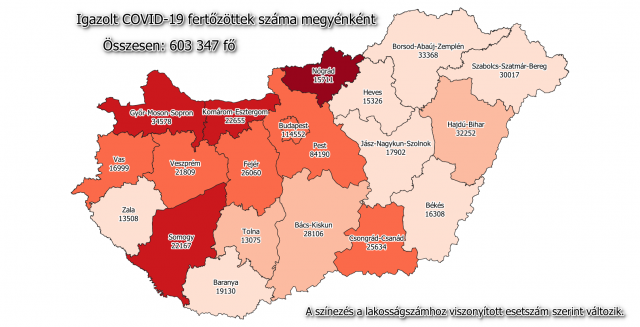 Igazolt COVID-19 fertőzöttek száma megyénként
Összesen: 603 347 fő
Borsod-Abaúj-Zemplén
33368
Szabolcs-Szatmár-Bereg
30017
Nógrád
15711
Heves
15326
Győr-Moson-Sopron
34578
Komárom-Esztergom
22655
Hajdú-Bihar
32252
Budapest
114552
Pest
84190
Jász-Nagykun-Szolnok
17902
Vas
16999
Veszprém
21809
Fejér
26060
Zala
13508
Békés
16308
Somogy
22167
Tolna
13075
Bács-Kiskun
28106
Csongrád-Csanád
25634
Baranya
19130
A színezés a lakosságszámhoz viszonyított esetszám szerint változik.